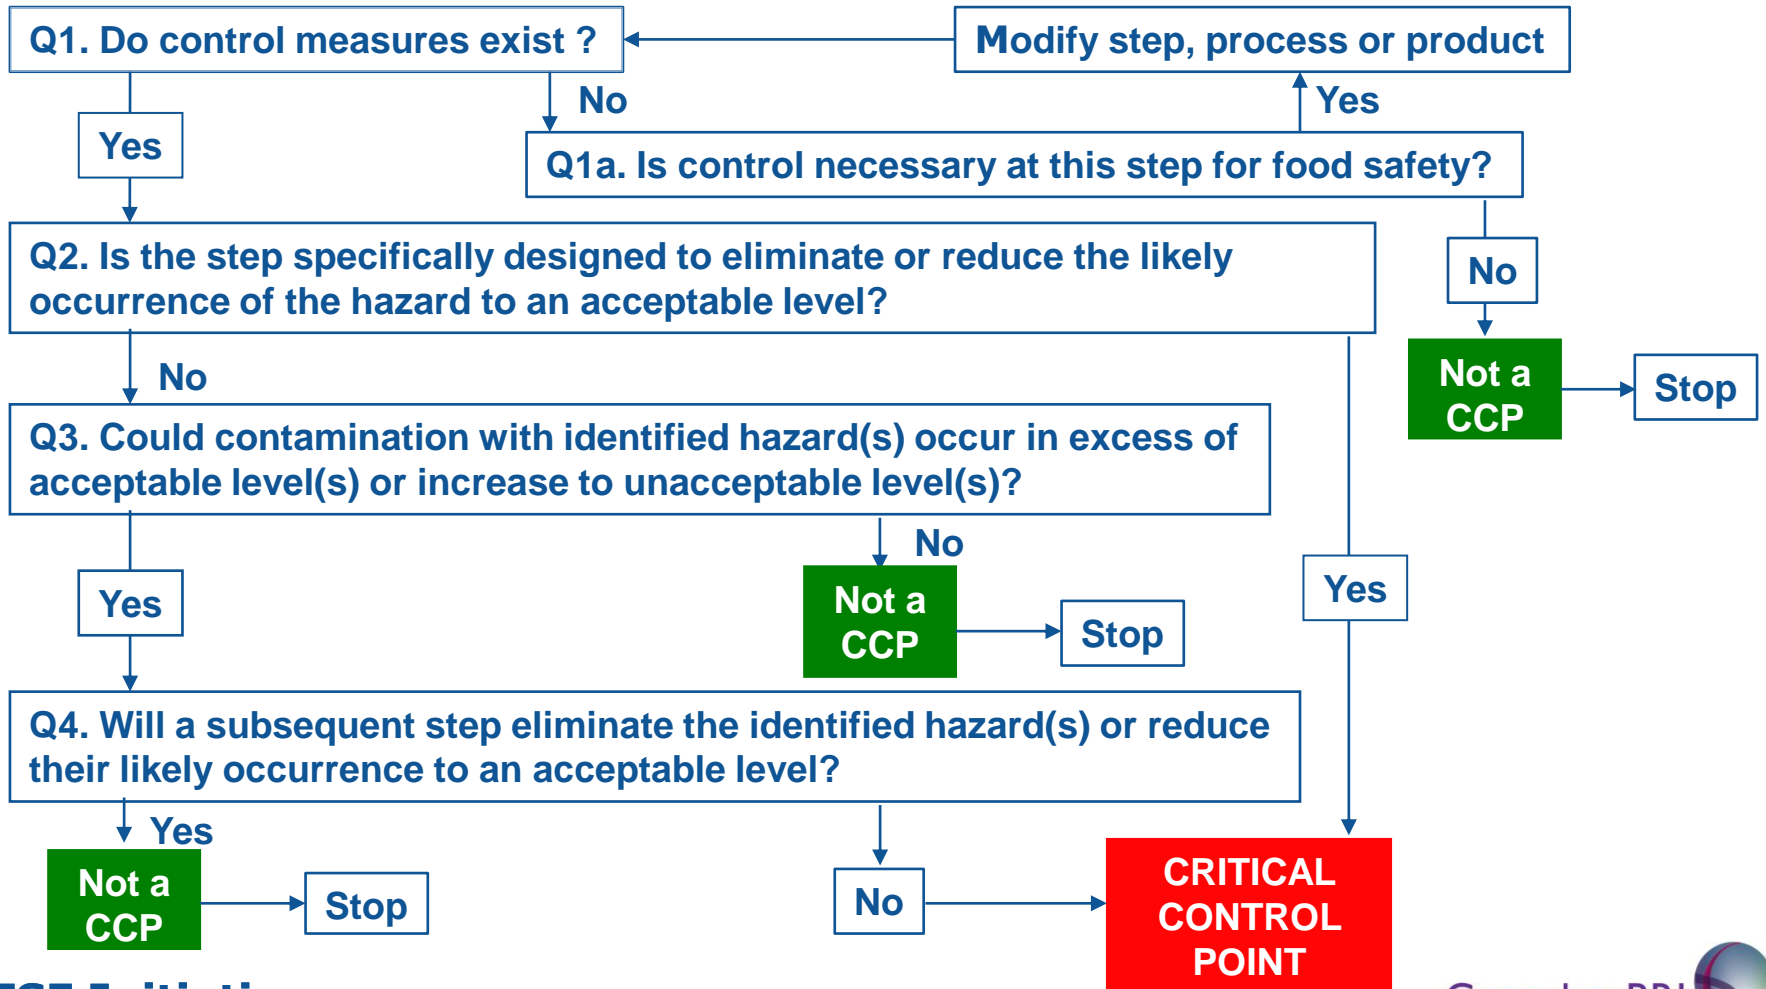 Q1. Do control measures exist ?
Modify step, process or product
No
Yes
Yes
Q1a. Is control necessary at this step for food safety?
Q2. Is the step specifically designed to eliminate or reduce the likely
occurrence of the hazard to an acceptable level?
No
No
Not a
CCP
Stop
Q3. Could contamination with identified hazard(s) occur in excess of
acceptable level(s) or increase to unacceptable level(s)?
No
Yes
Not a
CCP
Stop
Yes
Q4. Will a subsequent step eliminate the identified hazard(s) or reduce
their likely occurrence to an acceptable level?
Yes
Not a
CCP
Stop
No
CRITICAL
CONTROL
POINT